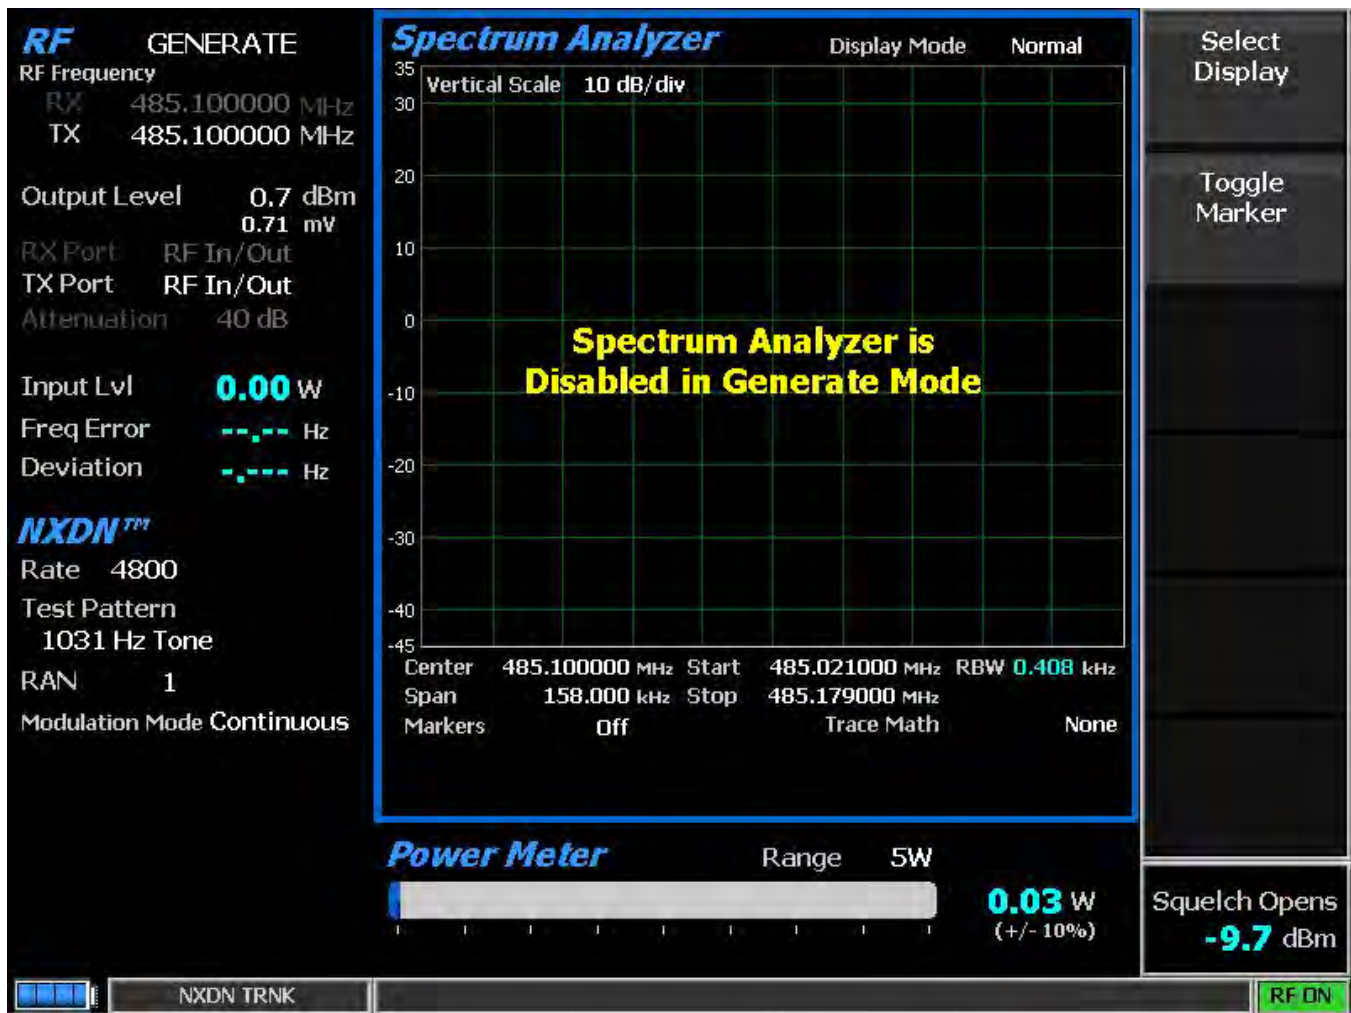 RF GENERATE
RF Frequency
RX 485.100000 MHz
TX 485.100000 MHz
Output Level 0.7 dBm
0.71 mV
RX Port RF In/Out
TX Port RF In/Out
Attenuation 40 dB
Input Lvl 0.00 W
Freq Error --.-- Hz
Deviation -.--- Hz
NXDN™
Rate 4800
Test Pattern
1031 Hz Tone
RAN 1
Modulation Mode Continuous
Spectrum Analyzer Display Mode Normal
35
Vertical Scale 10 dB/div
30
20
10
0
Spectrum Analyzer is
Disabled in Generate Mode
-10
-20
-30
-40
-45
Center 485.100000 MHz Start 485.021000 MHz RBW 0.408 kHz
Span 158.000 kHz Stop 485.179000 MHz
Markers Off Trace Math None
Power Meter Range 5W
0.03 W
(+/-10%)
Select
Display
Toggle
Marker
Squelch Opens
-9.7 dBm
NXDN TRNK
RF ON